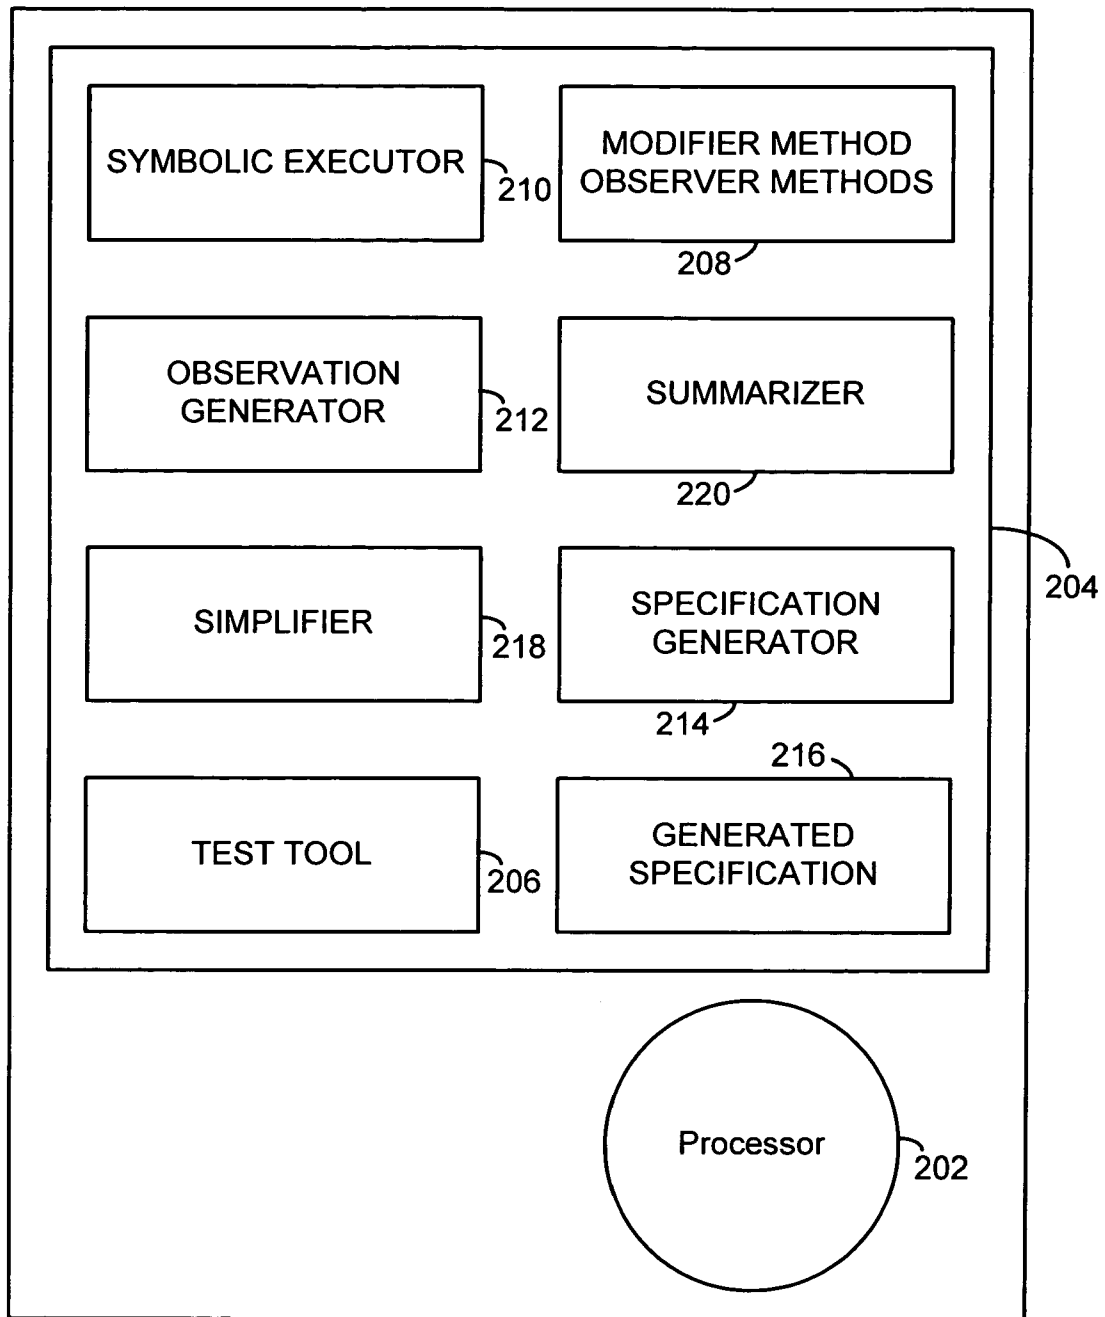 SYMBOLIC EXECUTOR
210
MODIFIER METHOD
OBSERVER METHODS
208
OBSERVATION
GENERATOR
212
SUMMARIZER
220
SIMPLIFIER
218
SPECIFICATION
GENERATOR
214
204
TEST TOOL
206
216
GENERATED
SPECIFICATION
Processor
202